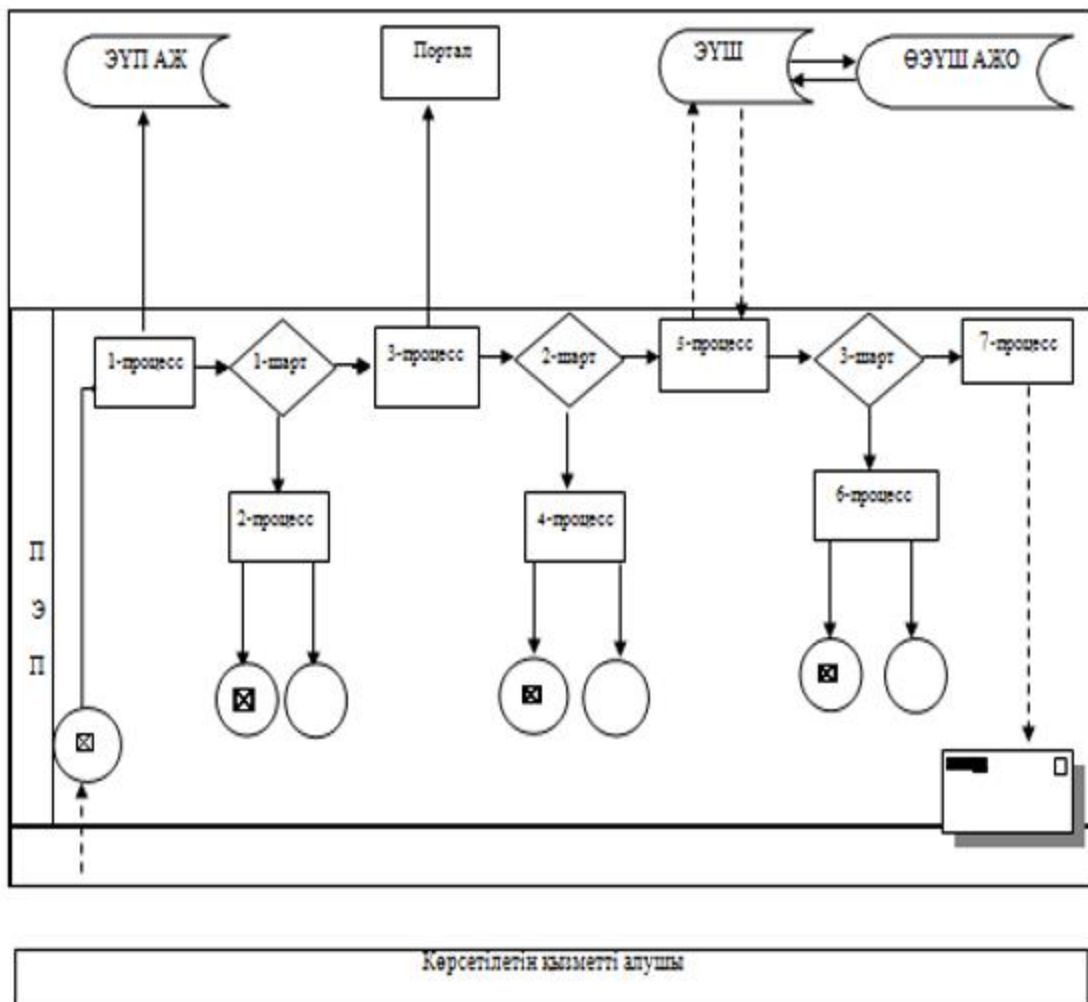 ЭҮП АЖ
Портал
ЭҮШ
ӨЭҮШ АЖО
1-процесс
1-шарт
3-процесс
2-шарт
5-процесс
3-шарт
7-процесс
2-процесс
4-процесс
6-процесс
П
Э
П
Көрсетілетін қызметті алушы